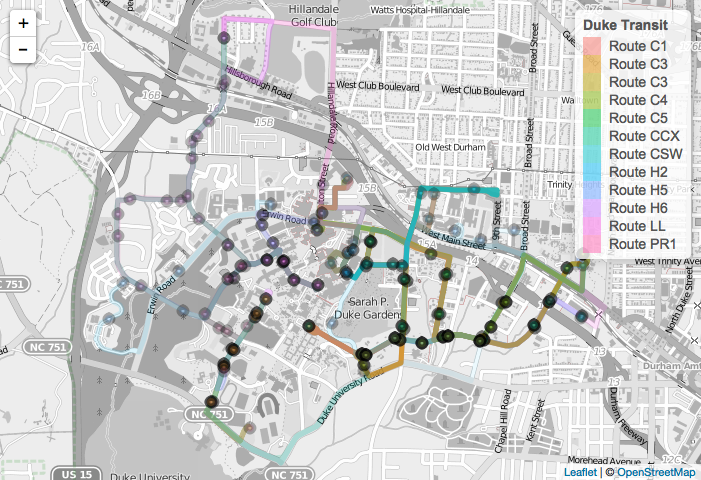 +
−
Hillandale
Golf Club
Watts Hospital-Hillandale
Duke Transit
Route C1
Route C3
Route C3
Route C4
Route C5
Route CCX
Route CSW
Route H2
Route H5
Route H6
Route LL
Route PR1
16A
Hillsborough Road
Hillandale Road
West Club Boulevard
West Club Boulevard
Broad Street
16B
16A
Old West Durham
Broad Street
15B
Trinity Heights
Erwin Road
9th Street
Broad Street
West Main Street
15A
14
West Trinity Ave
Erwin Road
751
NC 751
Sarah P.
Duke Gardens
North Duke Street
13
Durham Amt
Duke University Road
NC 751
Chapel Hill Road
Kent Street
Durham Freeway
Morehead Avenue
US 15
Duke University
12C
Leaflet | © OpenStreetMap